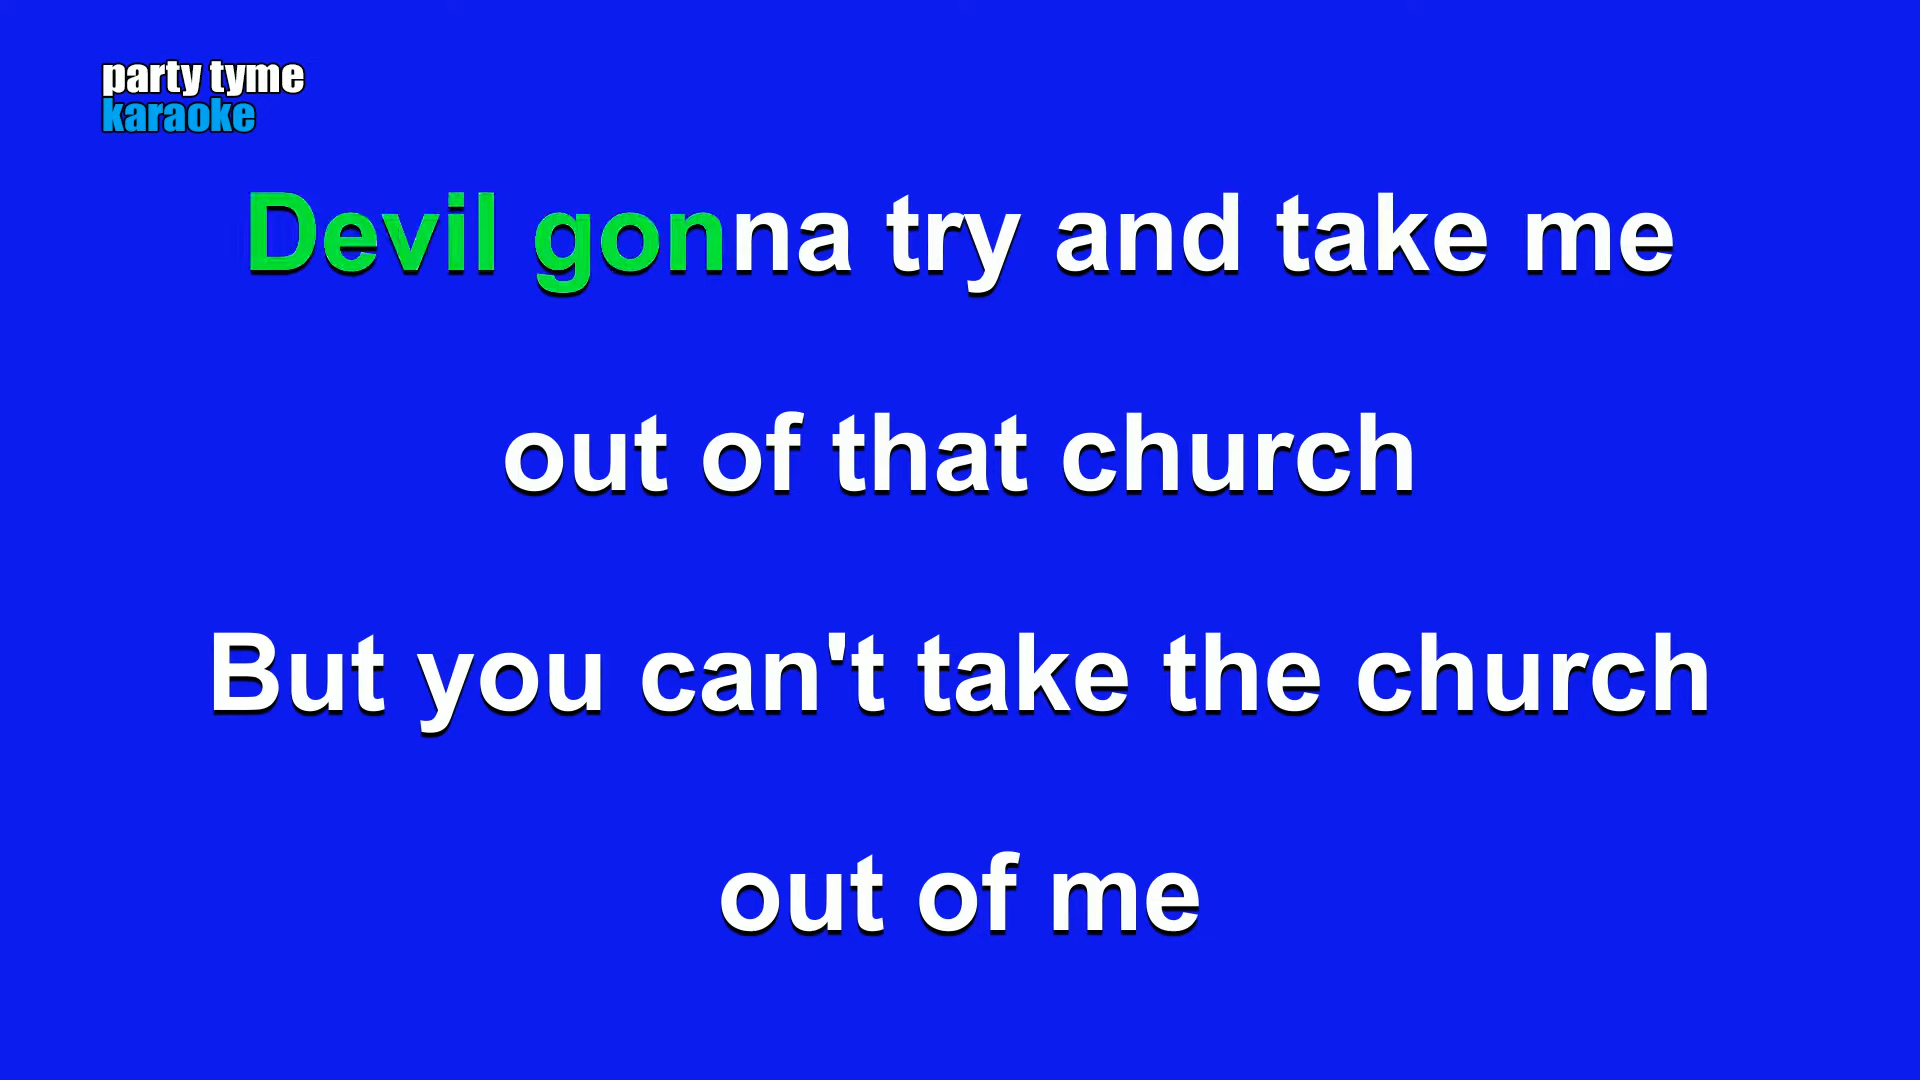 party tyme
karaoke
Devil gonna try and take me
out of that church
But you can't take the church
out of me